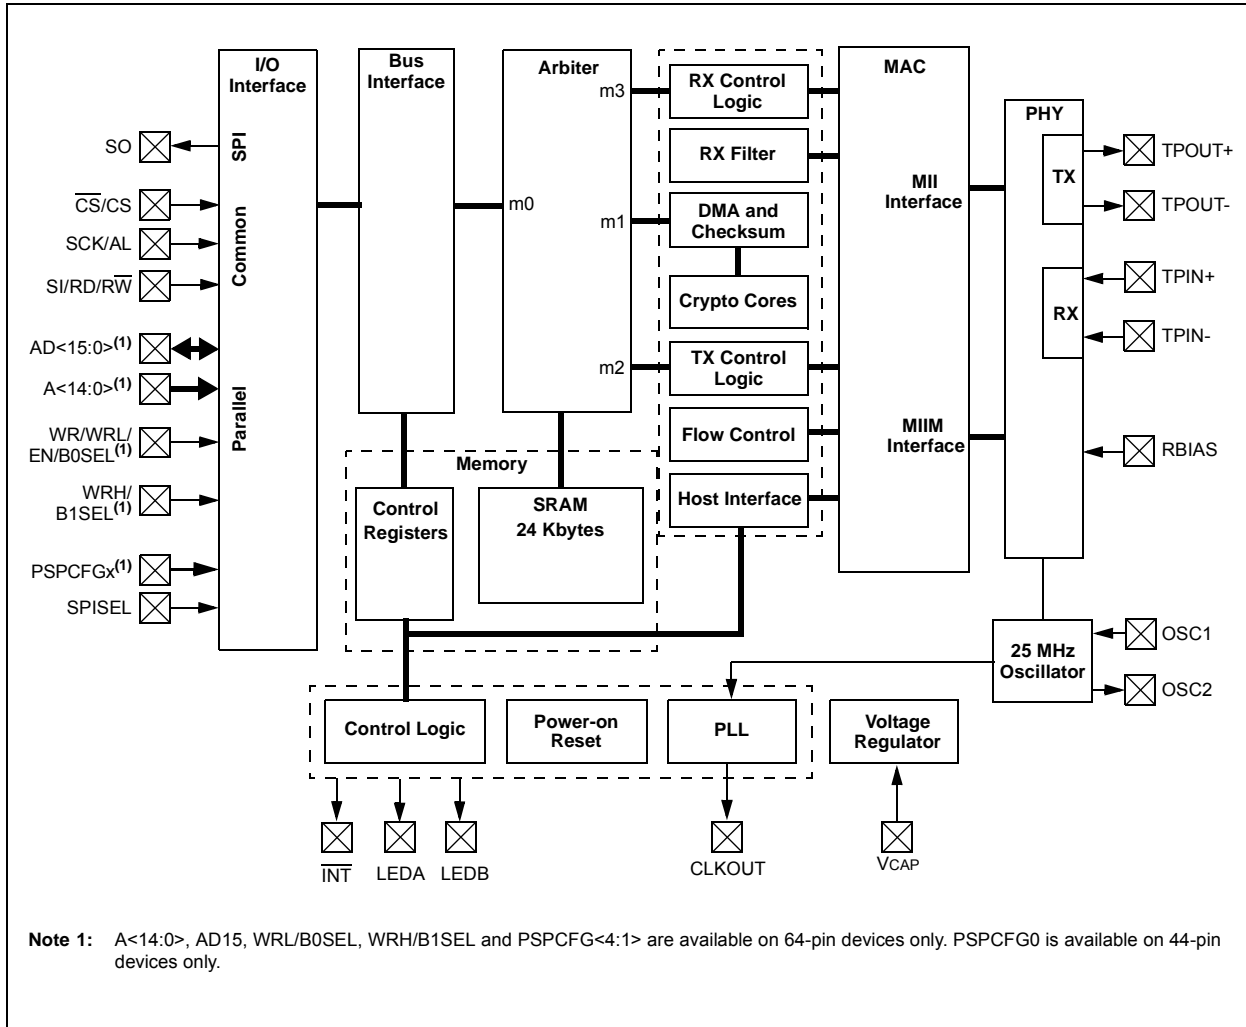 I/O
Interface
SPI
Common
Parallel
Bus
Interface
Arbiter
m0
m3
m1
m2
RX Control
Logic
RX Filter
DMA and
Checksum
Crypto Cores
TX Control
Logic
Flow Control
Host Interface
MAC
MII
Interface
MIIM
Interface
PHY
TX
RX
SO
C̅S̅/CS
SCK/AL
SI/RD/RW̅
AD<15:0>(1)
A<14:0>(1)
WR/WRL/
EN/B0SEL(1)
WRH/
B1SEL(1)
PSPCFGx(1)
SPISEL
TPOUT+
TPOUT-
TPIN+
TPIN-
RBIAS
Memory
Control
Registers
SRAM
24 Kbytes
25 MHz
Oscillator
OSC1
OSC2
Control Logic
Power-on
Reset
PLL
Voltage
Regulator
I̅N̅T̅
LEDA
LEDB
CLKOUT
VCAP
Note 1: A<14:0>, AD15, WRL/B0SEL, WRH/B1SEL and PSPCFG<4:1> are available on 64-pin devices only. PSPCFG0 is available on 44-pin
devices only.